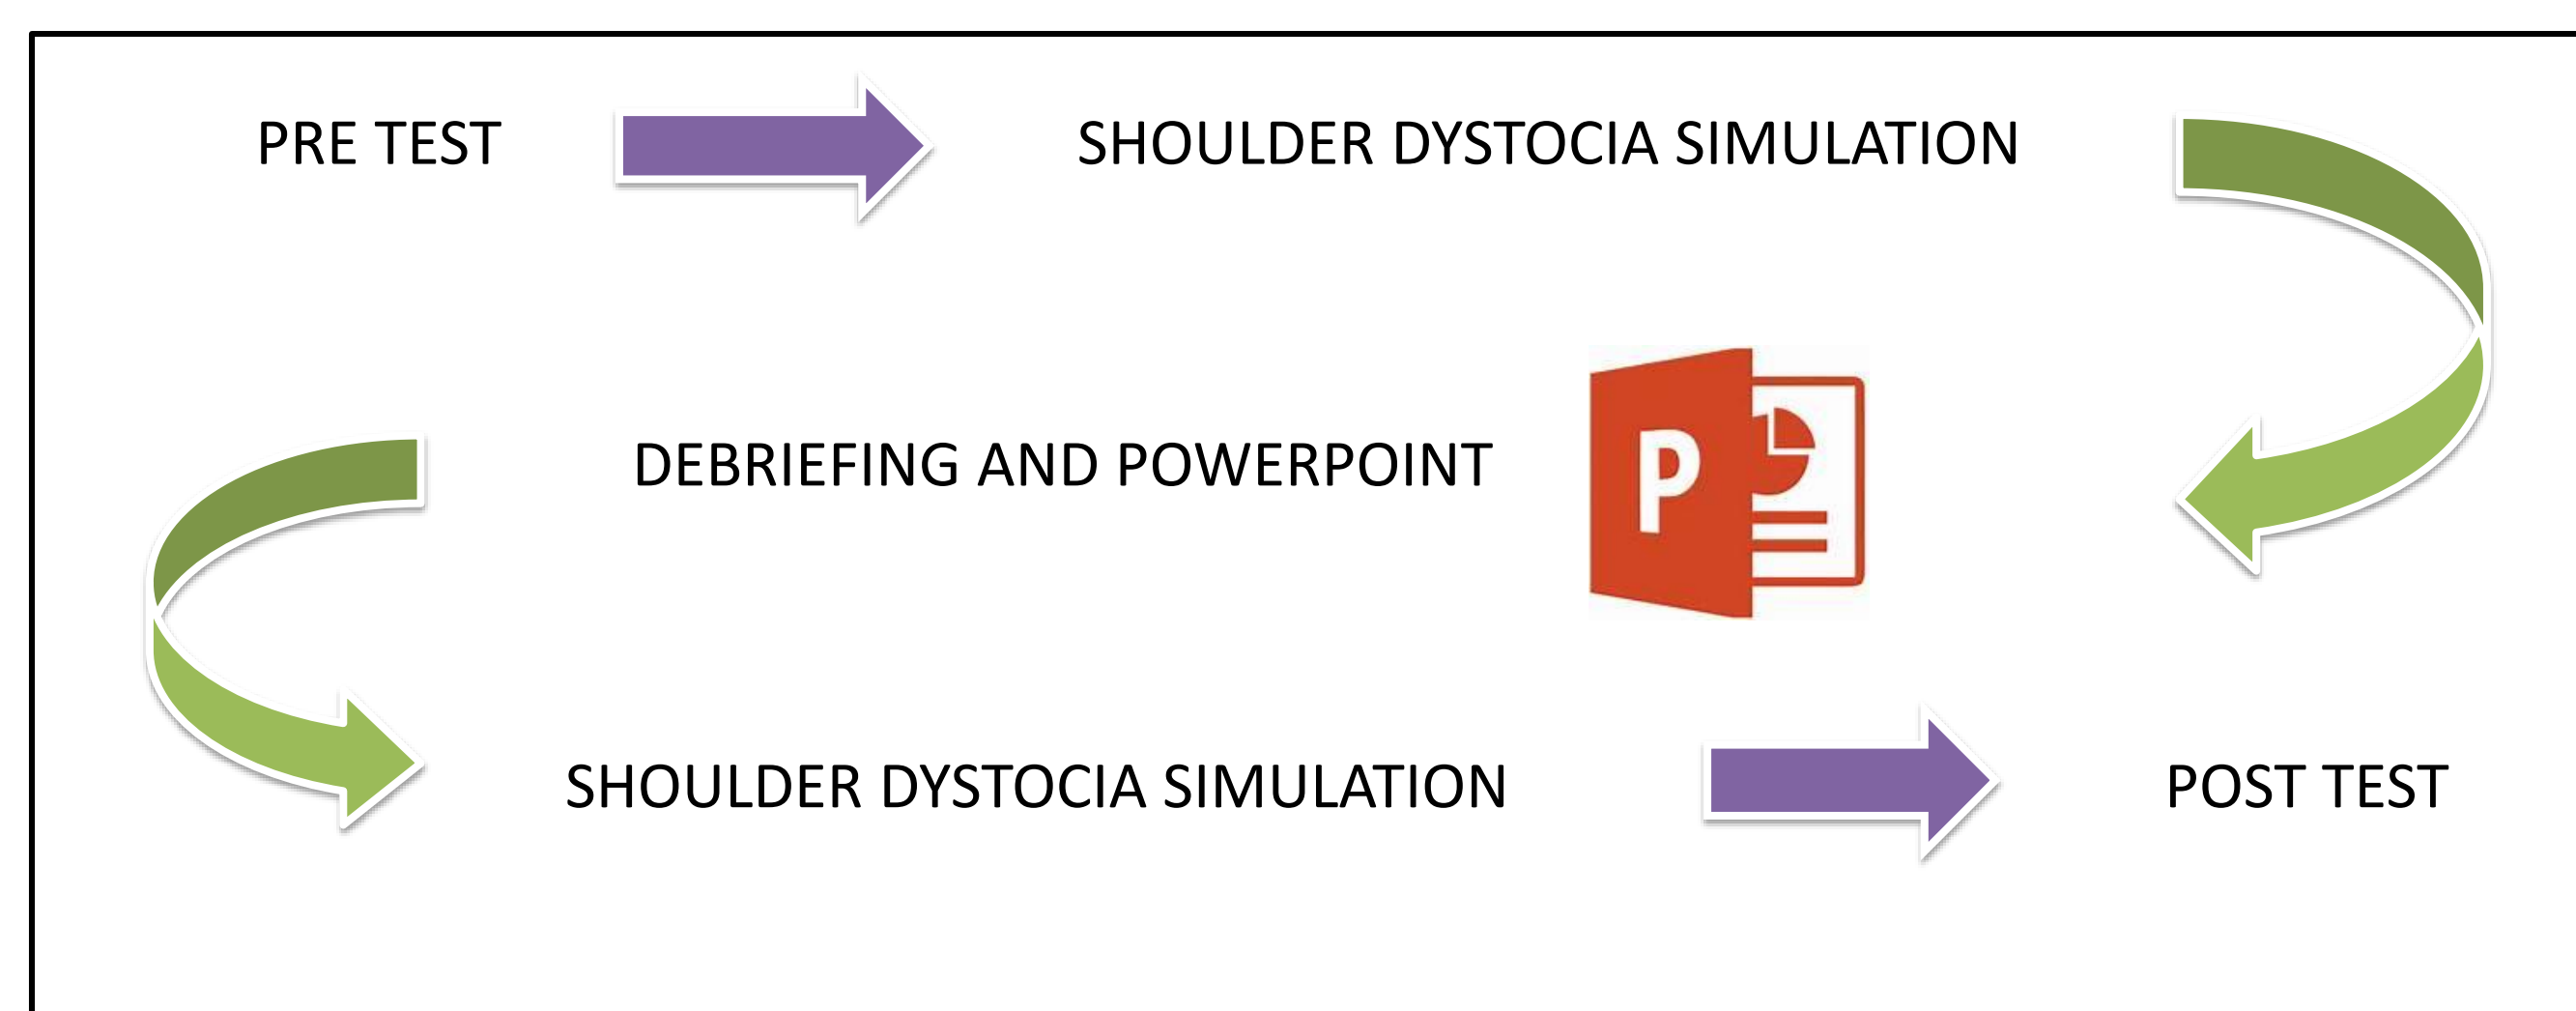 PRE TEST
SHOULDER DYSTOCIA SIMULATION
DEBRIEFING AND POWERPOINT
P
SHOULDER DYSTOCIA SIMULATION
POST TEST